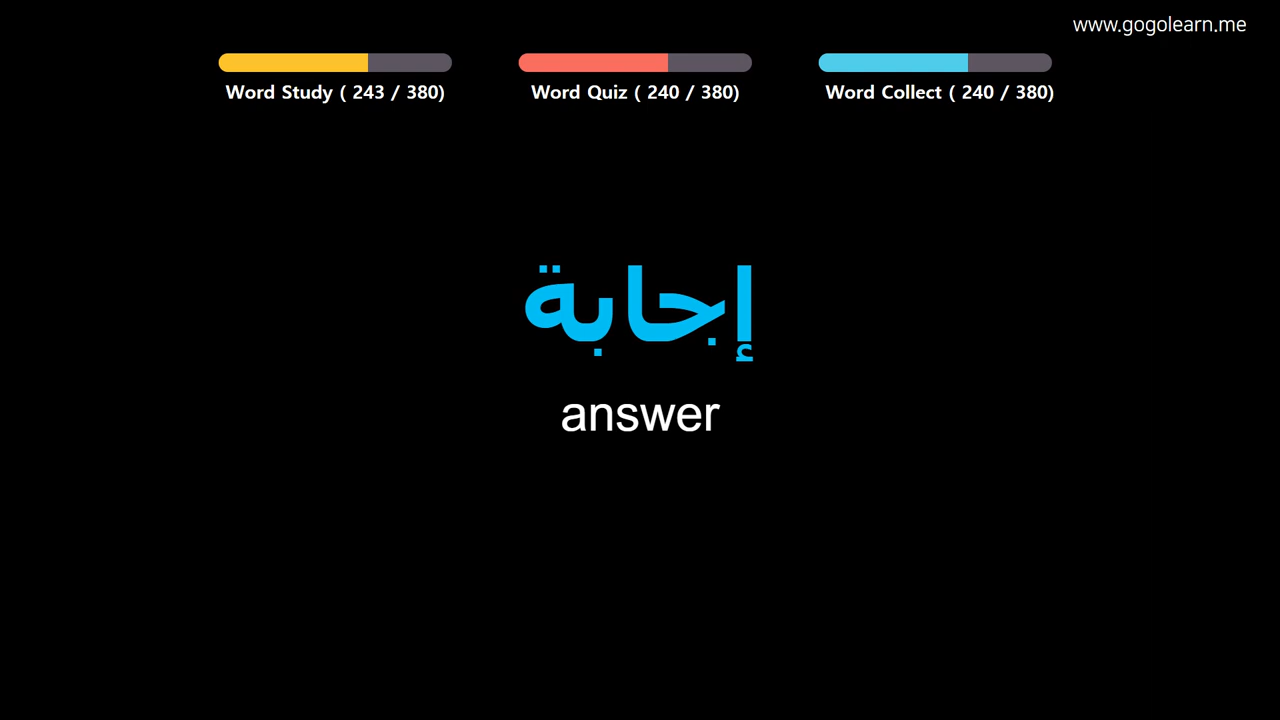 www.gogolearn.me
Word Study ( 243 / 380)
Word Quiz ( 240 / 380)
Word Collect ( 240 / 380)
إجابة
answer